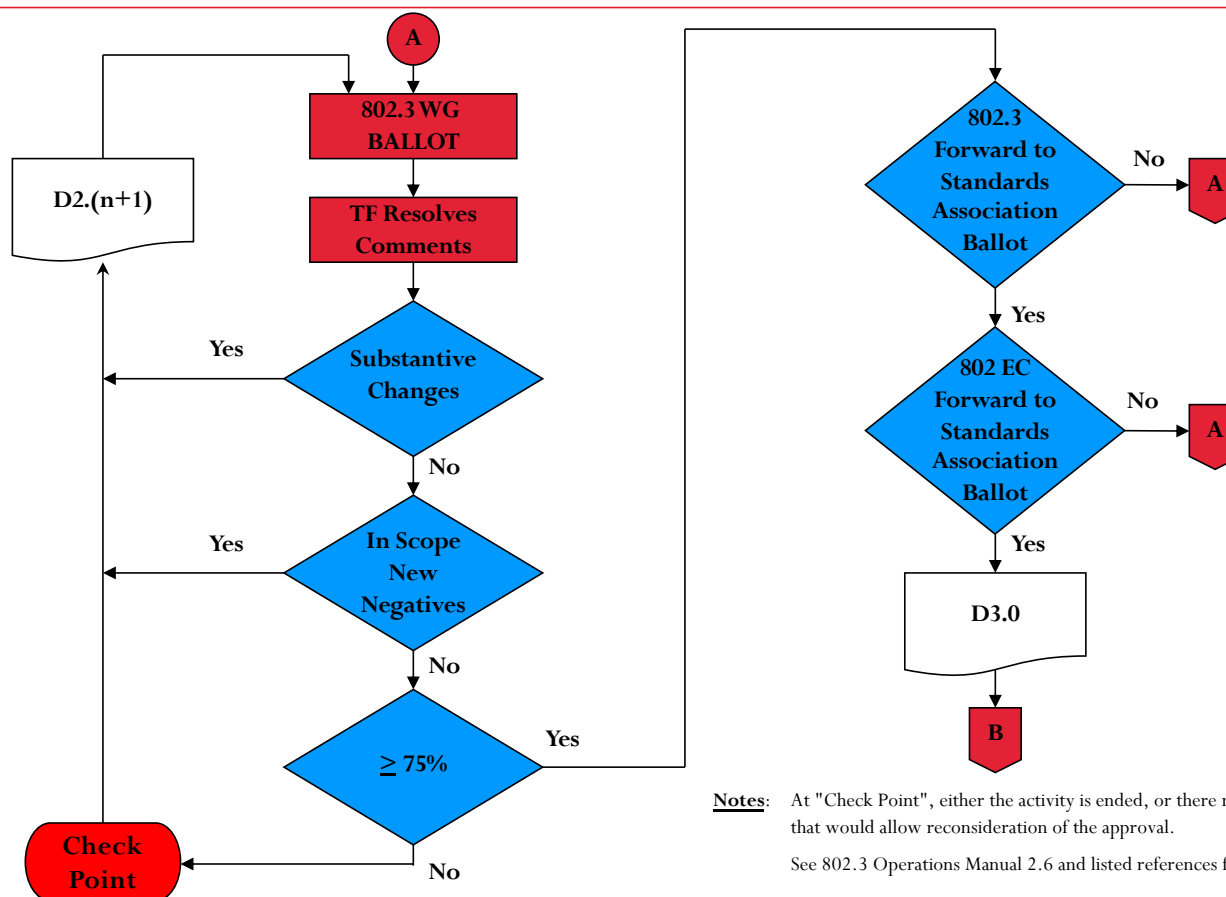 A
802.3 WG
BALLOT
D2.(n+1)
TF Resolves
Comments
Yes
Substantive
Changes
No
Yes
In Scope
New
Negatives
No
≥ 75%
Yes
No
Check
Point
802.3
Forward to
Standards
Association
Ballot
No
A
Yes
802 EC
Forward to
Standards
Association
Ballot
No
A
Yes
D3.0
B
Notes: At "Check Point", either the activity is ended, or there
that would allow reconsideration of the approval.
See 802.3 Operations Manual 2.6 and listed references